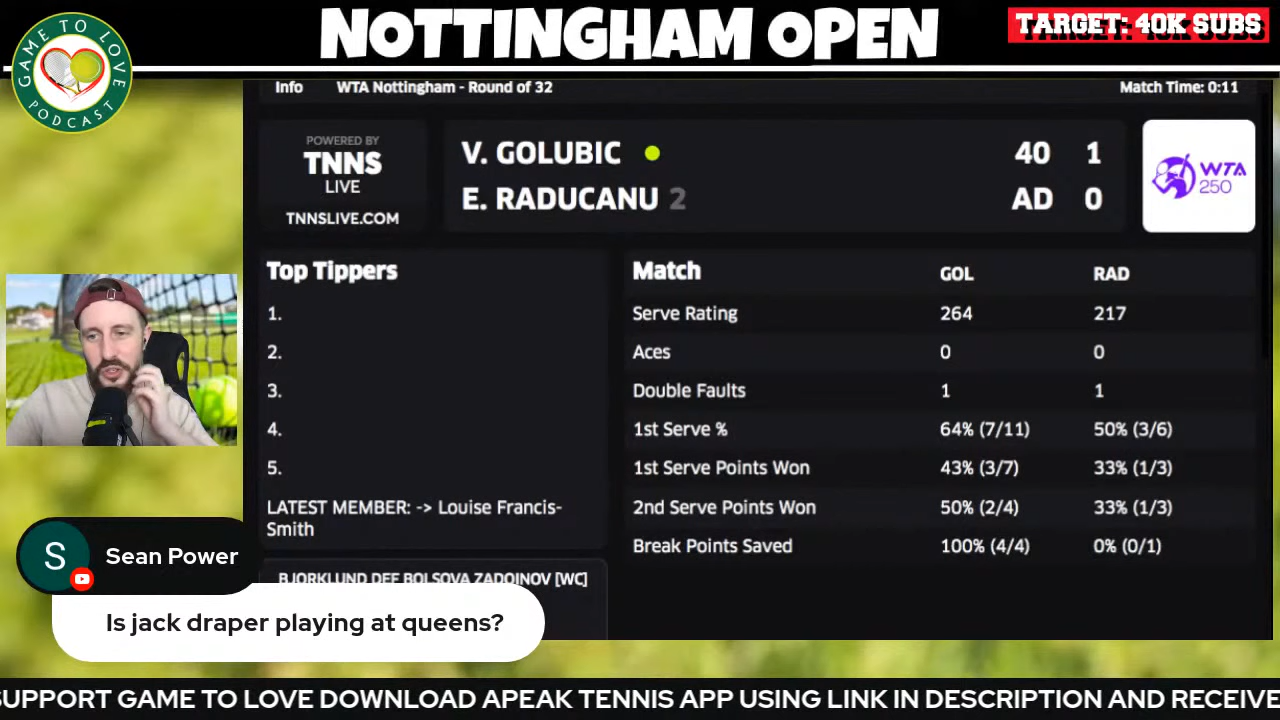 NOTTINGHAM OPEN
TARGET: 40K SUBS
GAME TO LOVE
PODCAST
Info WTA Nottingham - Round of 32 Match Time: 0:11
POWERED BY
TNNS
LIVE
TNNSLIVE.COM
V. GOLUBIC 40 1
E. RADUCANU 2 AD 0
WTA
250
Top Tippers
1.
2.
3.
4.
5.
LATEST MEMBER: -> Louise Francis-
Smith
Match GOL RAD
Serve Rating 264 217
Aces 0 0
Double Faults 1 1
1st Serve % 64% (7/11) 50% (3/6)
1st Serve Points Won 43% (3/7) 33% (1/3)
2nd Serve Points Won 50% (2/4) 33% (1/3)
Break Points Saved 100% (4/4) 0% (0/1)
BJORKLUND DEF BOLSOVA ZADOINOV [WC]
S
Sean Power
Is jack draper playing at queens?
SUPPORT GAME TO LOVE DOWNLOAD APEAK TENNIS APP USING LINK IN DESCRIPTION AND RECEIVE